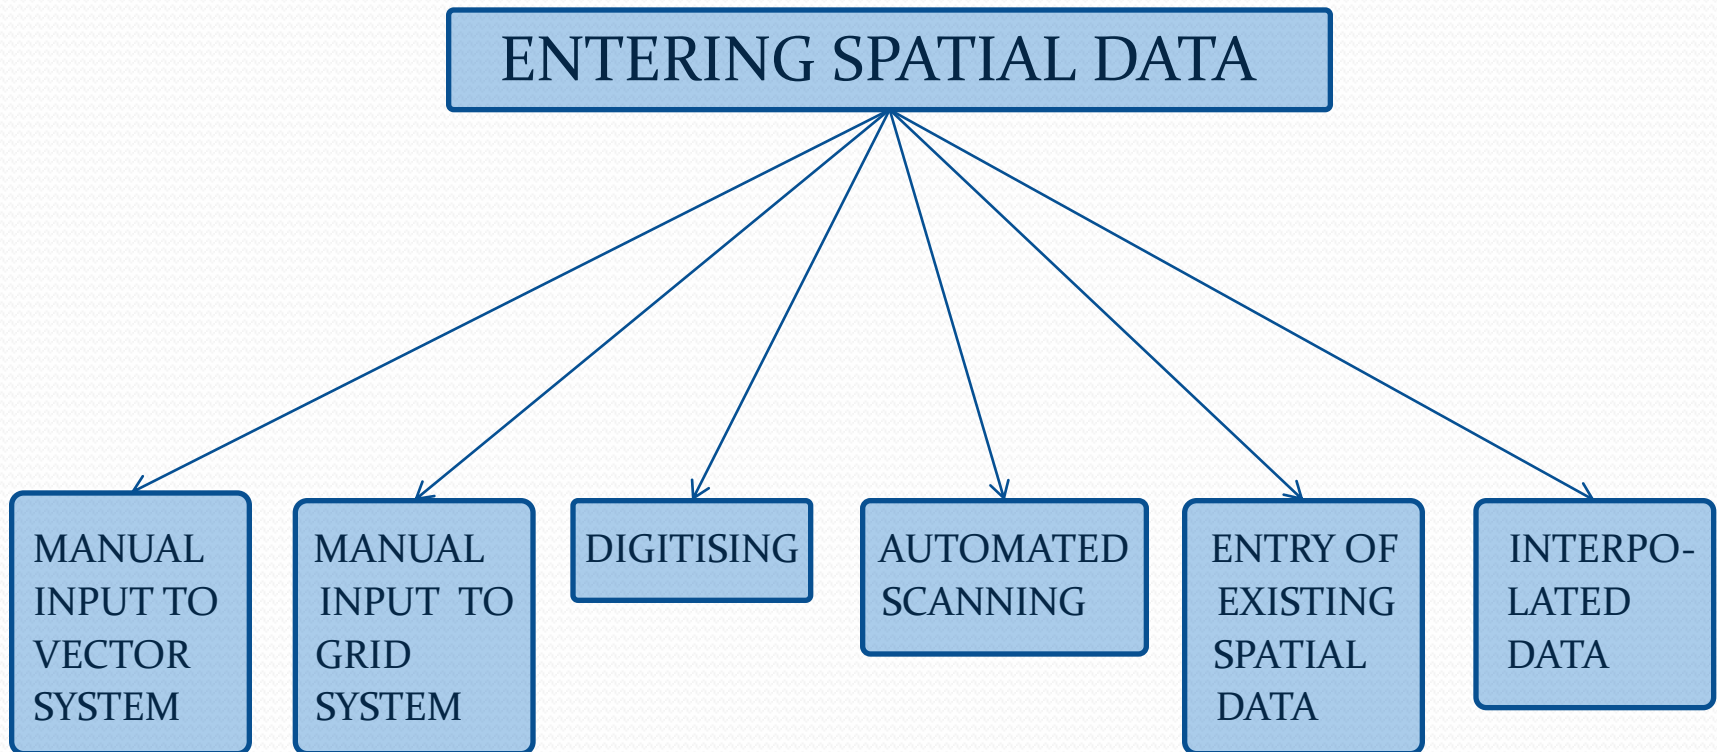 ENTERING SPATIAL DATA
MANUAL
INPUT TO
VECTOR
SYSTEM
MANUAL
INPUT TO
GRID
SYSTEM
DIGITISING
AUTOMATED
SCANNING
ENTRY OF
EXISTING
SPATIAL
DATA
INTERPO-
LATED
DATA